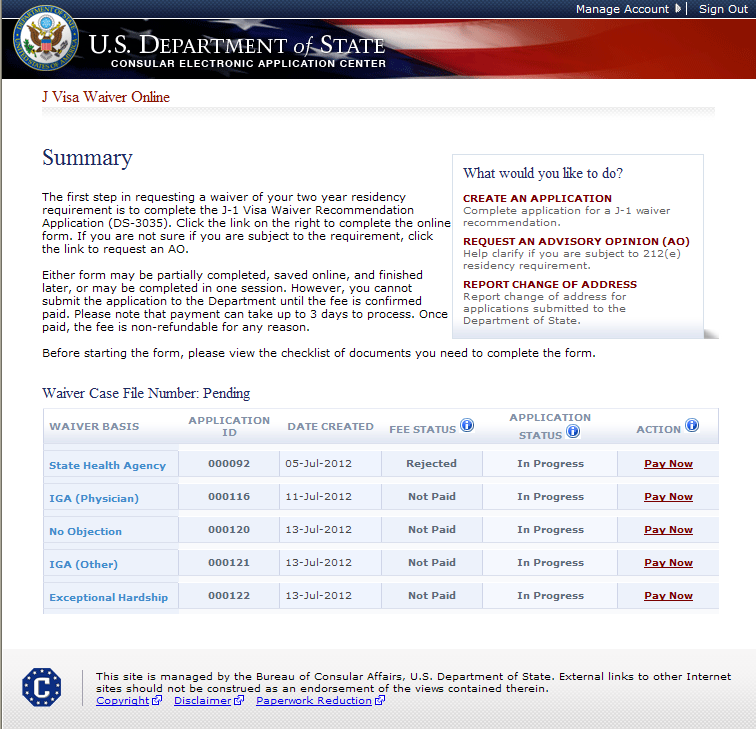 Manage Account | Sign Out
U.S. DEPARTMENT of STATE
CONSULAR ELECTRONIC APPLICATION CENTER
J Visa Waiver Online
Summary
The first step in requesting a waiver of your two year residency
requirement is to complete the J-1 Visa Waiver Recommendation
Application (DS-3035). Click the link on the right to complete the online
form. If you are not sure if you are subject to the requirement, click
the link to request an AO.
Either form may be partially completed, saved online, and finished
later, or may be completed in one session. However, you cannot
submit the application to the Department until the fee is confirmed
paid. Please note that payment can take up to 3 days to process. Once
paid, the fee is non-refundable for any reason.
What would you like to do?
CREATE AN APPLICATION
Complete application for a J-1 waiver
recommendation.
REQUEST AN ADVISORY OPINION (AO)
Help clarify if you are subject to 212(e)
residency requirement.
REPORT CHANGE OF ADDRESS
Report change of address for
applications submitted to the
Department of State.
Before starting the form, please view the checklist of documents you need to complete the form.
Waiver Case File Number: Pending
WAIVER BASIS APPLICATION ID DATE CREATED FEE STATUS APPLICATION STATUS ACTION
State Health Agency 000092 05-Jul-2012 Rejected In Progress Pay Now
IGA (Physician) 000116 11-Jul-2012 Not Paid In Progress Pay Now
No Objection 000120 13-Jul-2012 Not Paid In Progress Pay Now
IGA (Other) 000121 13-Jul-2012 Not Paid In Progress Pay Now
Exceptional Hardship 000122 13-Jul-2012 Not Paid In Progress Pay Now
C
This site is managed by the Bureau of Consular Affairs, U.S. Department of State. External links to other Internet
sites should not be construed as an endorsement of the views contained therein.
Copyright Disclaimer Paperwork Reduction